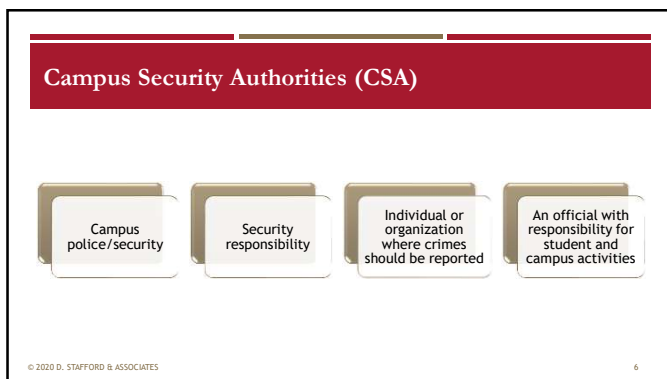 Campus Security Authorities (CSA)
Campus
police/security
Security
responsibility
Individual or
organization
where crimes
should be reported
An official with
responsibility for
student and
campus activities
© 2020 D. STAFFORD & ASSOCIATES
6